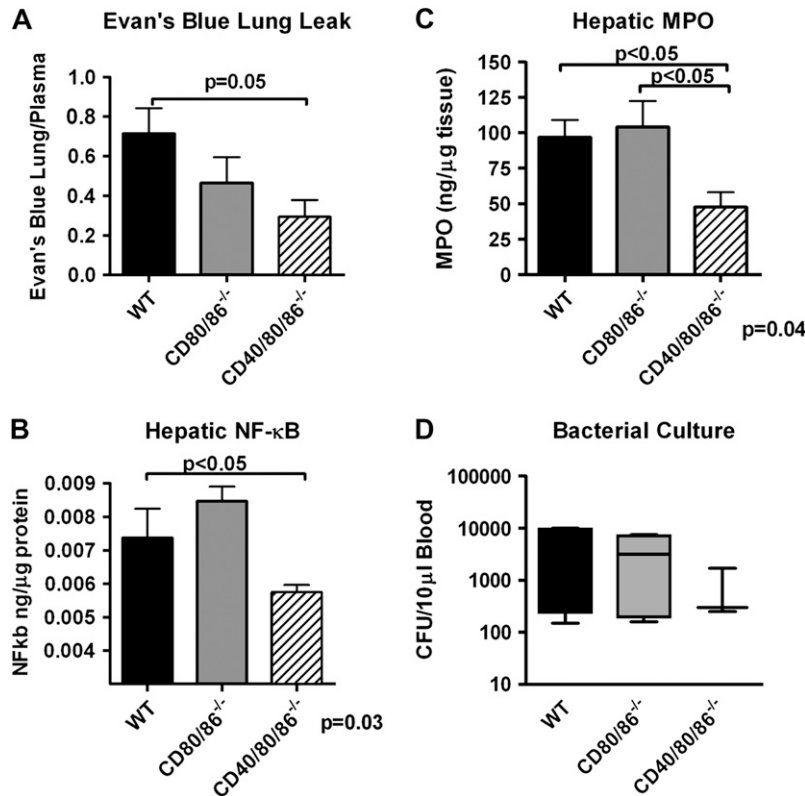 A Evan's Blue Lung Leak
Evan's Blue Lung/Plasma
1.0
0.8
0.6
0.4
0.2
0.0
p=0.05
WT
CD80/86-/-
CD40/80/86-/-
C Hepatic MPO
MPO (ng/μg tissue)
150
125
100
75
50
25
0
p<0.05
p<0.05
WT
CD80/86-/-
CD40/80/86-/-
p=0.04
B Hepatic NF-κB
NFkb ng/μg protein
0.009
0.008
0.007
0.006
0.005
0.004
p<0.05
WT
CD80/86-/-
CD40/80/86-/-
p=0.03
D Bacterial Culture
CFU/10μl Blood
100000
10000
1000
100
10
WT
CD80/86-/-
CD40/80/86-/-